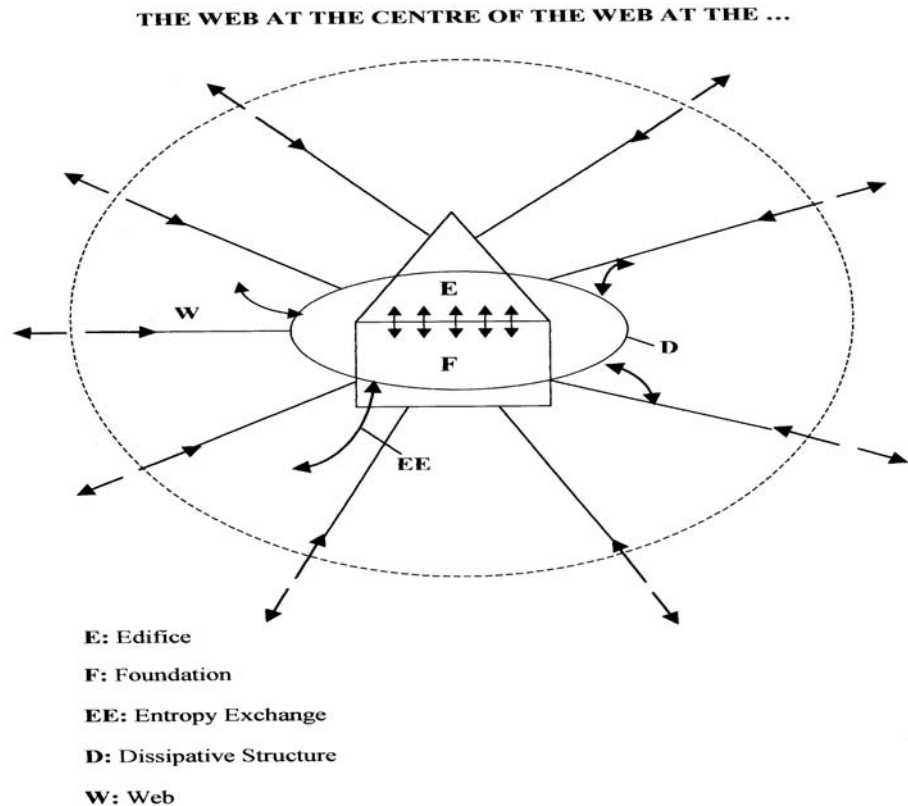 THE WEB AT THE CENTRE OF THE WEB AT THE ...
E
W
D
F
EE
E: Edifice
F: Foundation
EE: Entropy Exchange
D: Dissipative Structure
W: Web